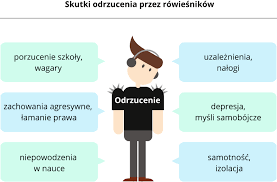 Skutki odrzucenia przez rówieśników
porzucenie szkoły,
wagary
uzależnienia,
nałogi
zachowania agresywne,
łamanie prawa
Odrzucenie
depresja,
myśli samobójcze
niepowodzenia
w nauce
samotność,
izolacja